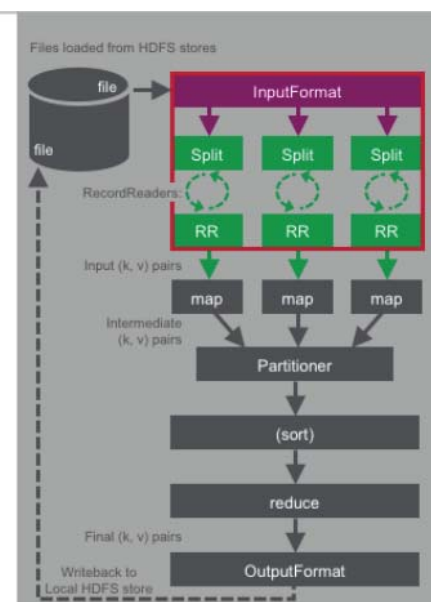 Files loaded from HDFS stores
file
InputFormat
file
Split Split Split
RecordReaders:
RR RR RR
Input (k, v) pairs
map map map
Intermediate
(k, v) pairs
Partitioner
(sort)
reduce
Final (k, v) pairs
Writeback to
Local HDFS store
OutputFormat